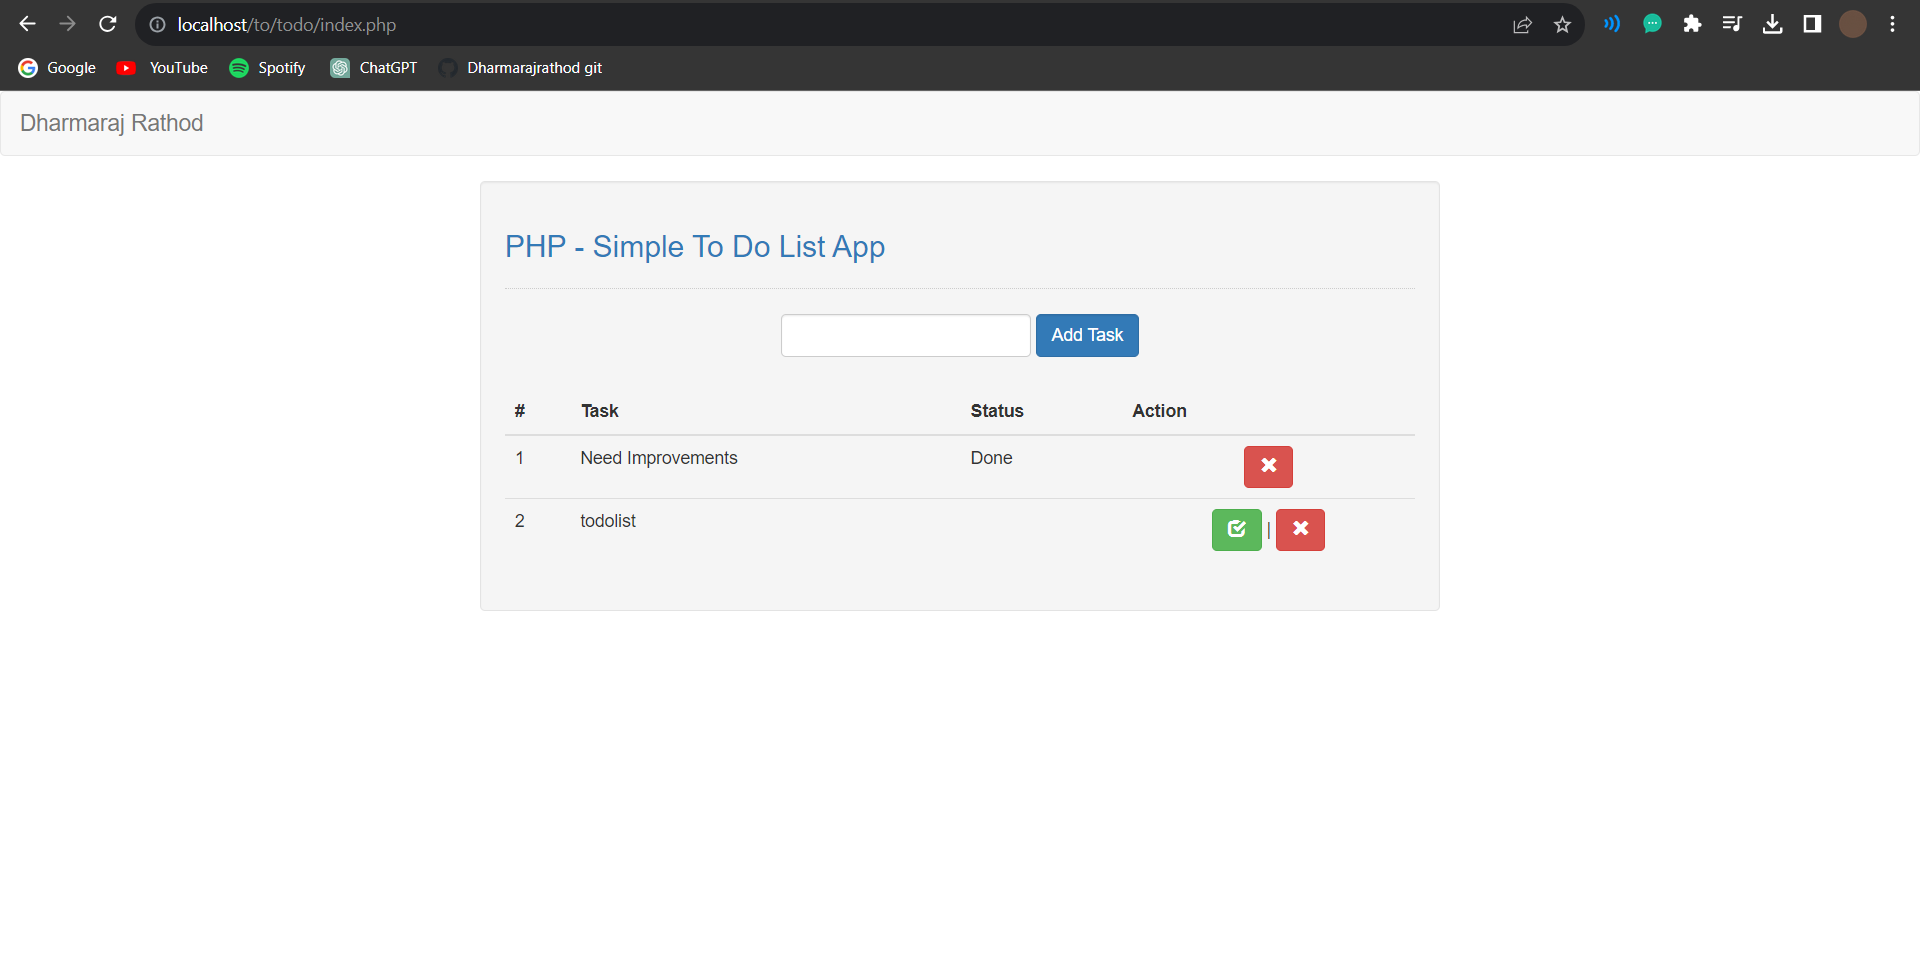 localhost/to/todo/index.php
Google YouTube Spotify ChatGPT Dharmarajrathod git
Dharmaraj Rathod
PHP - Simple To Do List App
Add Task
# Task Status Action
1 Need Improvements Done
2 todolist |